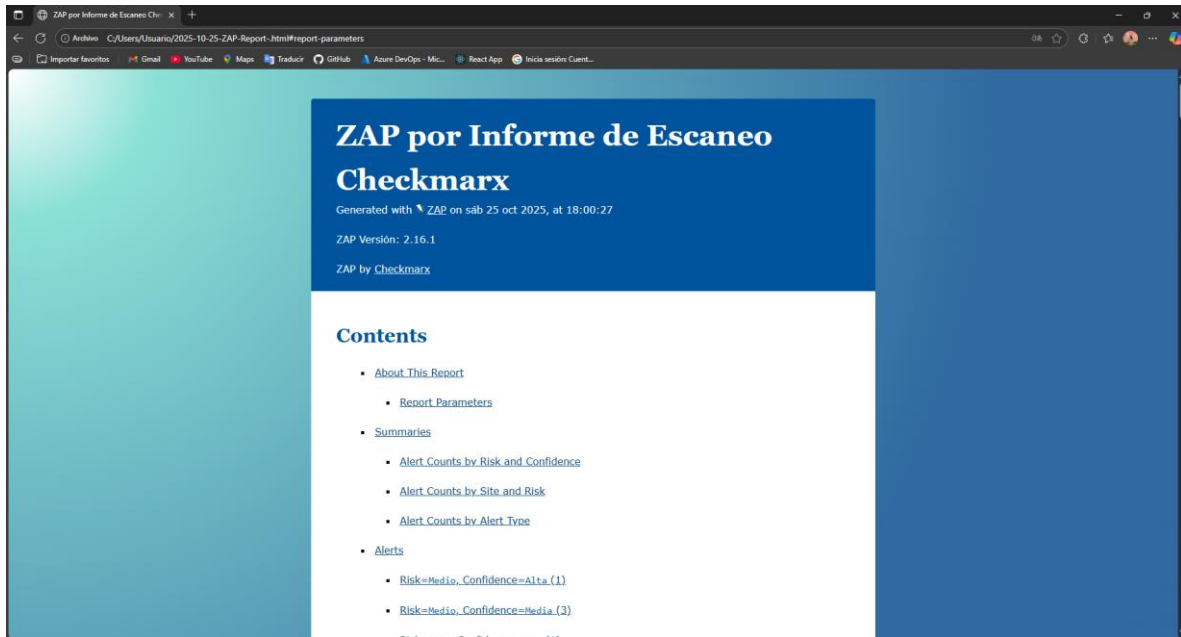 ZAP por Informe de Escaneo Che
Archivo C:/Users/Usuario/2025-10-25-ZAP-Report-.html#report-parameters
Importar favoritos Gmail YouTube Maps Traducir GitHub Azure DevOps - Mic... React App Inicia sesión: Cuent...
ZAP por Informe de Escaneo
Checkmarx
Generated with ZAP on sáb 25 oct 2025, at 18:00:27
ZAP Versión: 2.16.1
ZAP by Checkmarx
Contents
About This Report
Report Parameters
Summaries
Alert Counts by Risk and Confidence
Alert Counts by Site and Risk
Alert Counts by Alert Type
Alerts
Risk=Medio, Confidence=Alta (1)
Risk=Medio, Confidence=Media (3)